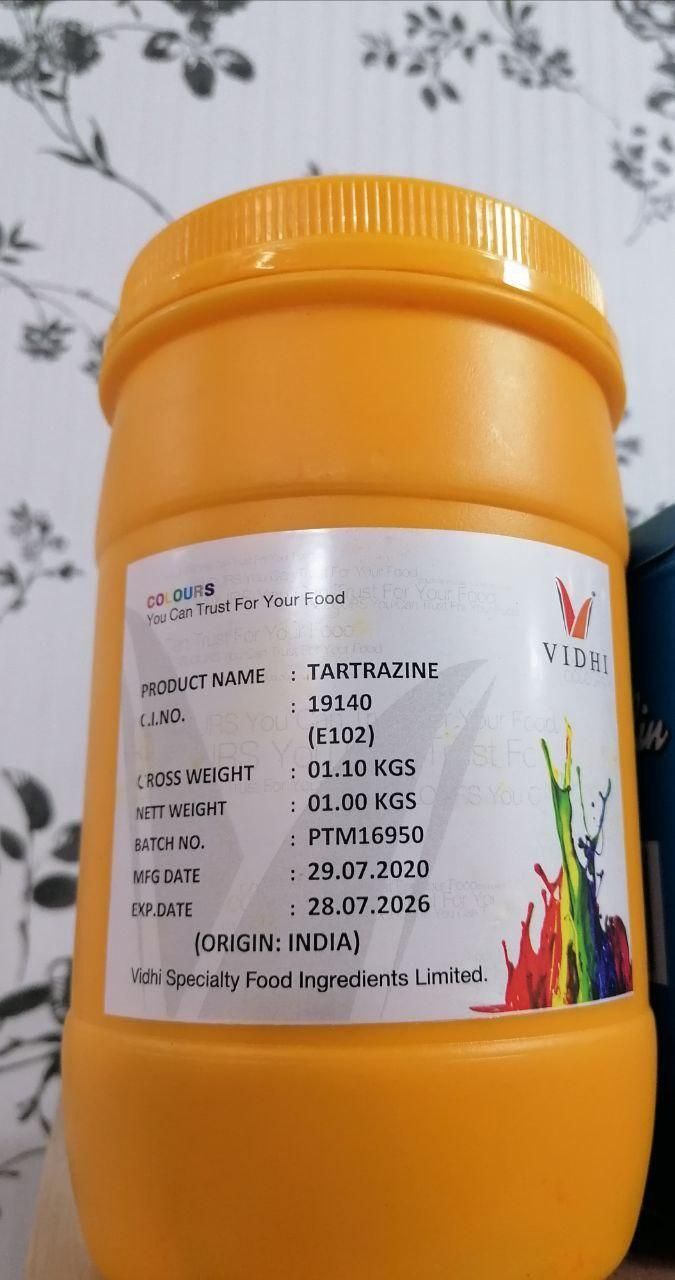 COLOURS
You Can Trust For Your Food
VIDHI
PRODUCT NAME : TARTRAZINE
C.I.NO. : 19140
(E102)
GROSS WEIGHT : 01.10 KGS
NETT WEIGHT : 01.00 KGS
BATCH NO. : PTM16950
MFG DATE : 29.07.2020
EXP.DATE : 28.07.2026
(ORIGIN: INDIA)
Vidhi Specialty Food Ingredients Limited.